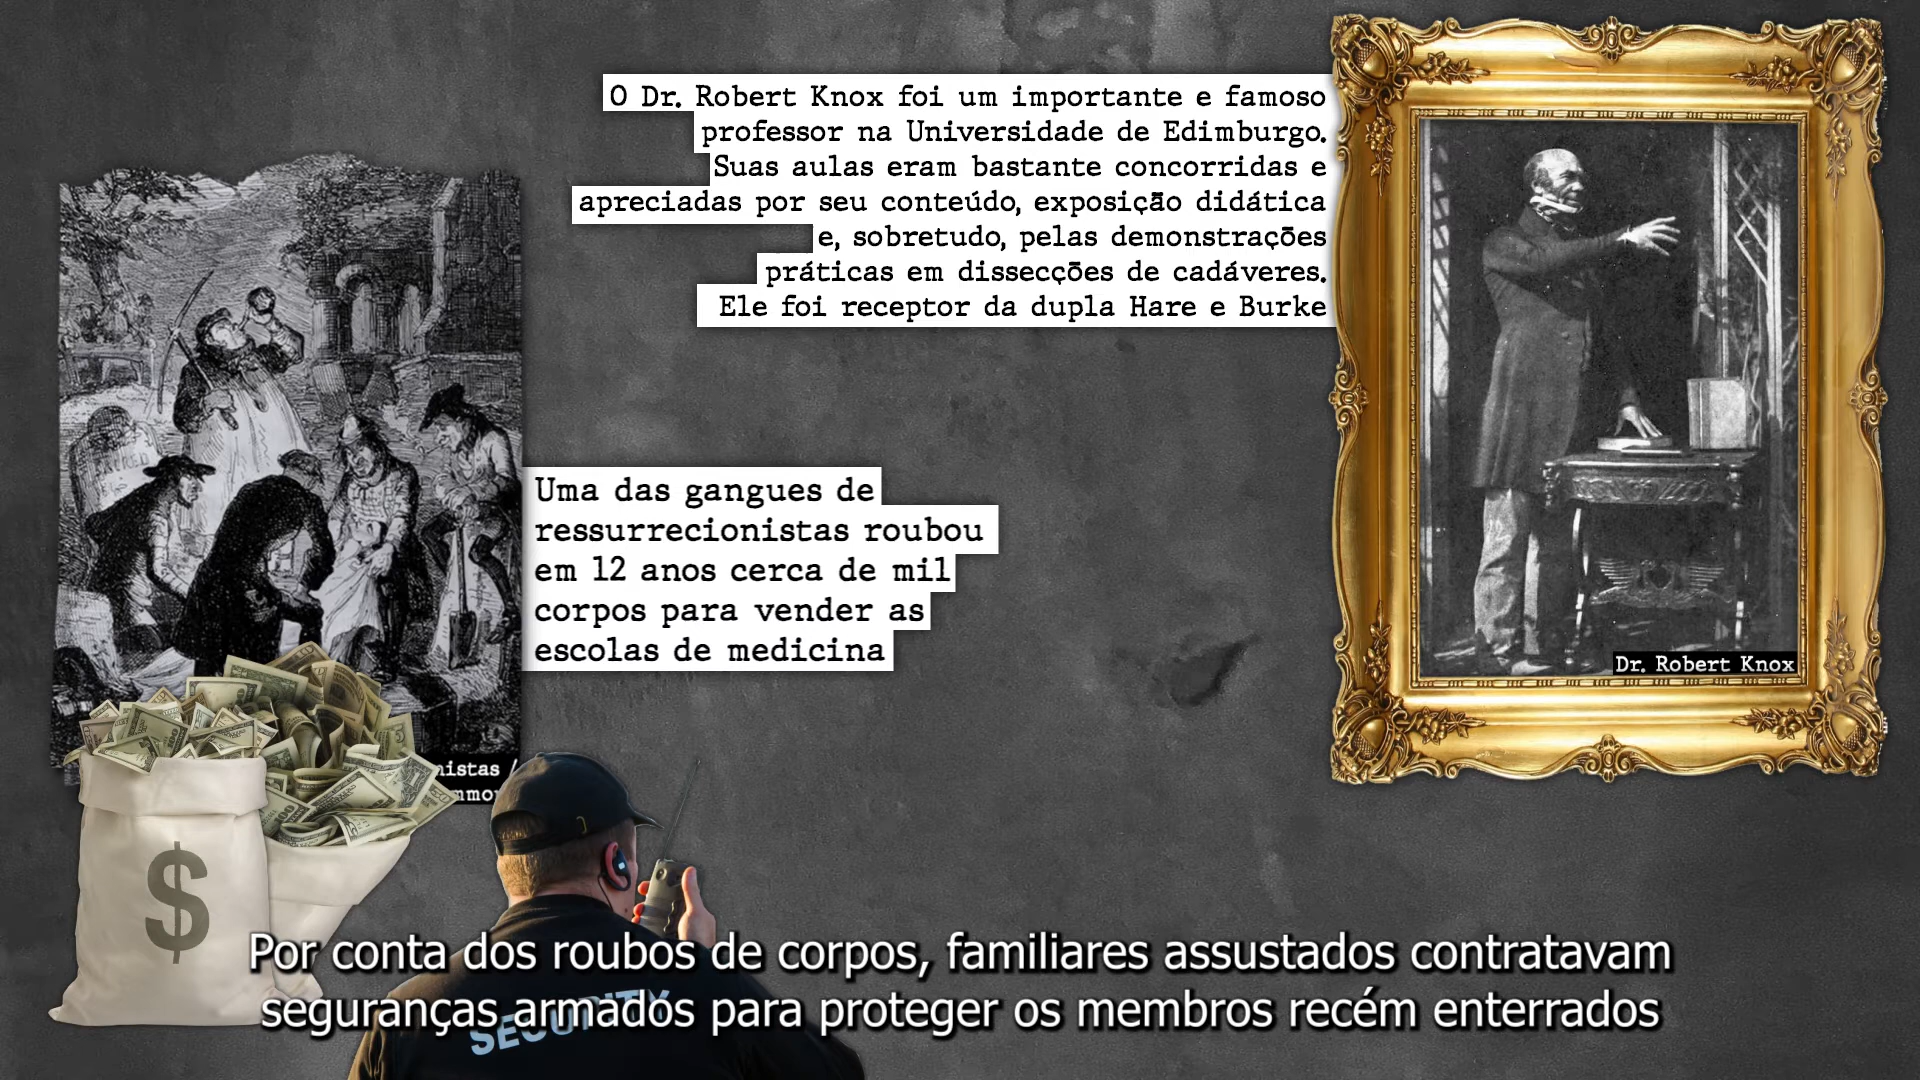 O Dr. Robert Knox foi um importante e famoso
professor na Universidade de Edimburgo.
Suas aulas eram bastante concorridas e
apreciadas por seu conteúdo, exposição didática
e, sobretudo, pelas demonstrações
práticas em dissecções de cadáveres.
Ele foi receptor da dupla Hare e Burke
Uma das gangues de
ressurrecionistas roubou
em 12 anos cerca de mil
corpos para vender as
escolas de medicina
Dr. Robert Knox
$
SECURITY
Por conta dos roubos de corpos, familiares assustados contratavam
seguranças armados para proteger os membros recém enterrados